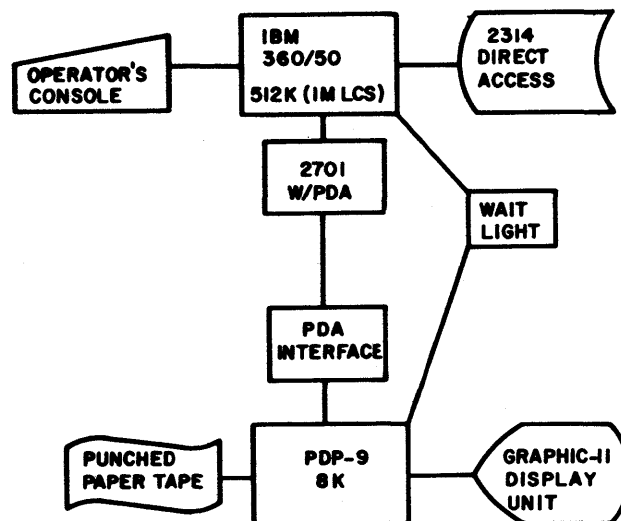 OPERATOR'S
CONSOLE
IBM
360/50
512K (1M LCS)
2314
DIRECT
ACCESS
2701
W/PDA
WAIT
LIGHT
PDA
INTERFACE
PUNCHED
PAPER TAPE
PDP-9
8K
GRAPHIC-11
DISPLAY
UNIT